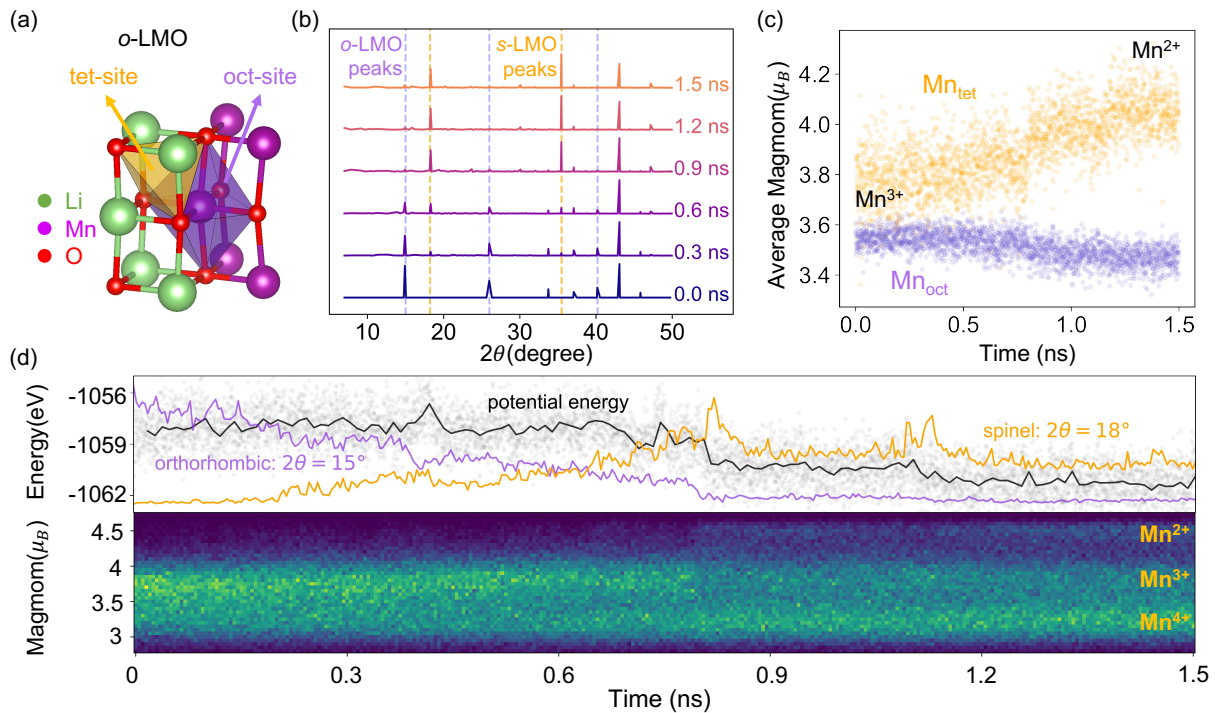 (a)
o-LMO
tet-site
oct-site
Li
Mn
O
(b)
o-LMO
peaks
s-LMO
peaks
1.5 ns
1.2 ns
0.9 ns
0.6 ns
0.3 ns
0.0 ns
10 20 30 40 50
2θ(degree)
(c)
Average Magmom(μB)
4.2
4.0
3.8
3.6
3.4
Mn2+
Mntet
Mn3+
Mnoct
0.0 0.5 1.0 1.5
Time (ns)
(d)
Energy(eV)
-1056
-1059
-1062
potential energy
orthorhombic: 2θ = 15°
spinel: 2θ = 18°
Magmom(μB)
4.5
4
3.5
3
Mn2+
Mn3+
Mn4+
0 0.3 0.6 0.9 1.2 1.5
Time (ns)